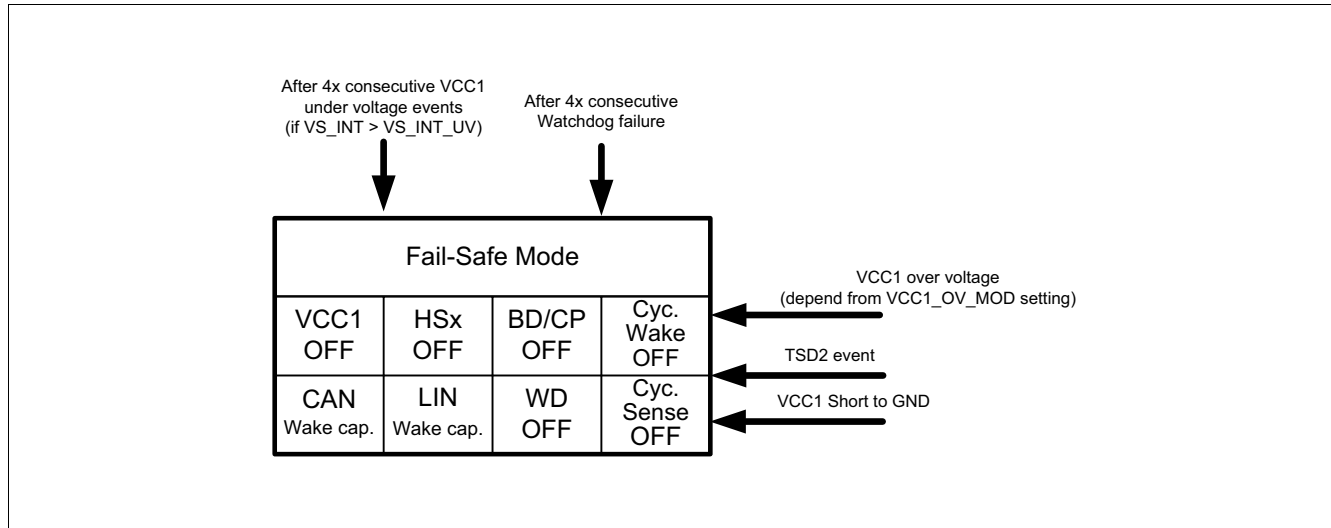 After 4x consecutive VCC1
under voltage events
(if VS_INT > VS_INT_UV)
After 4x consecutive
Watchdog failure
Fail-Safe Mode
VCC1
OFF
HSx
OFF
BD/CP
OFF
Cyc.
Wake
OFF
CAN
Wake cap.
LIN
Wake cap.
WD
OFF
Cyc.
Sense
OFF
VCC1 over voltage
(depend from VCC1_OV_MOD setting)
TSD2 event
VCC1 Short to GND